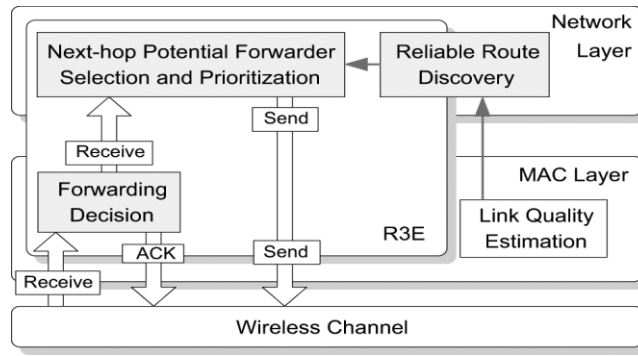 Network
Layer
Next-hop Potential Forwarder
Selection and Prioritization
Reliable Route
Discovery
Send
Receive
MAC Layer
Forwarding
Decision
Link Quality
Estimation
R3E
ACK
Send
Receive
Wireless Channel